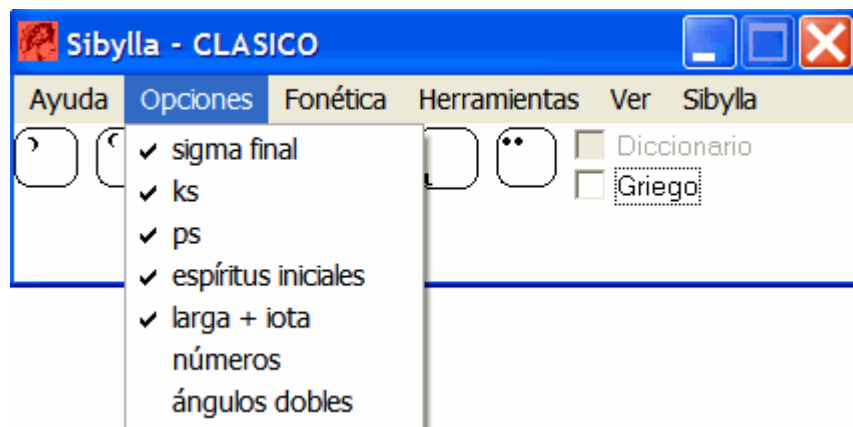 Sibylla - CLASICO
Ayuda Opciones Fonética Herramientas Ver Sibylla
Diccionario
Griego
sigma final
ks
ps
espíritus iniciales
larga + iota
números
ángulos dobles